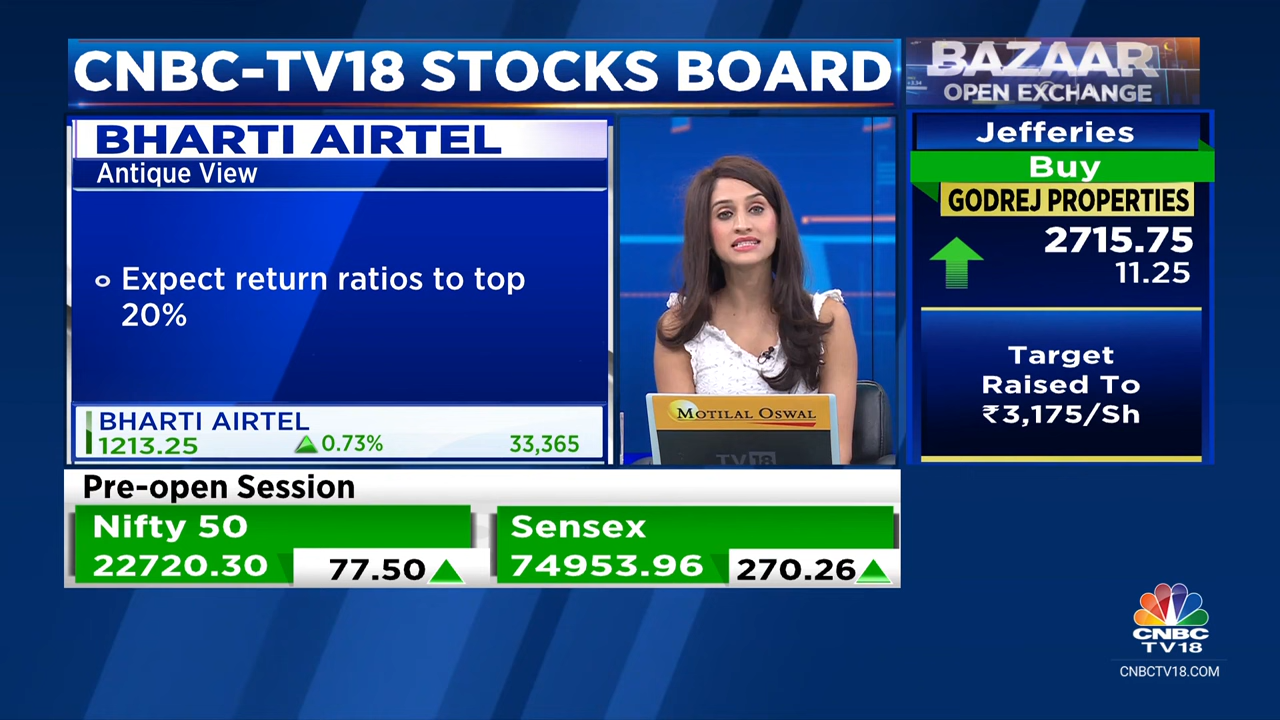 CNBC-TV18 STOCKS BOARD
BAZAAR
OPEN EXCHANGE
BHARTI AIRTEL
Antique View
Expect return ratios to top
20%
BHARTI AIRTEL
1213.25 0.73% 33,365
MOTILAL OSWAL
TV18
Jefferies
Buy
GODREJ PROPERTIES
2715.75
11.25
Target
Raised To
₹3,175/Sh
Pre-open Session
Nifty 50
22720.30 77.50
Sensex
74953.96 270.26
CNBC
TV18
CNBCTV18.COM